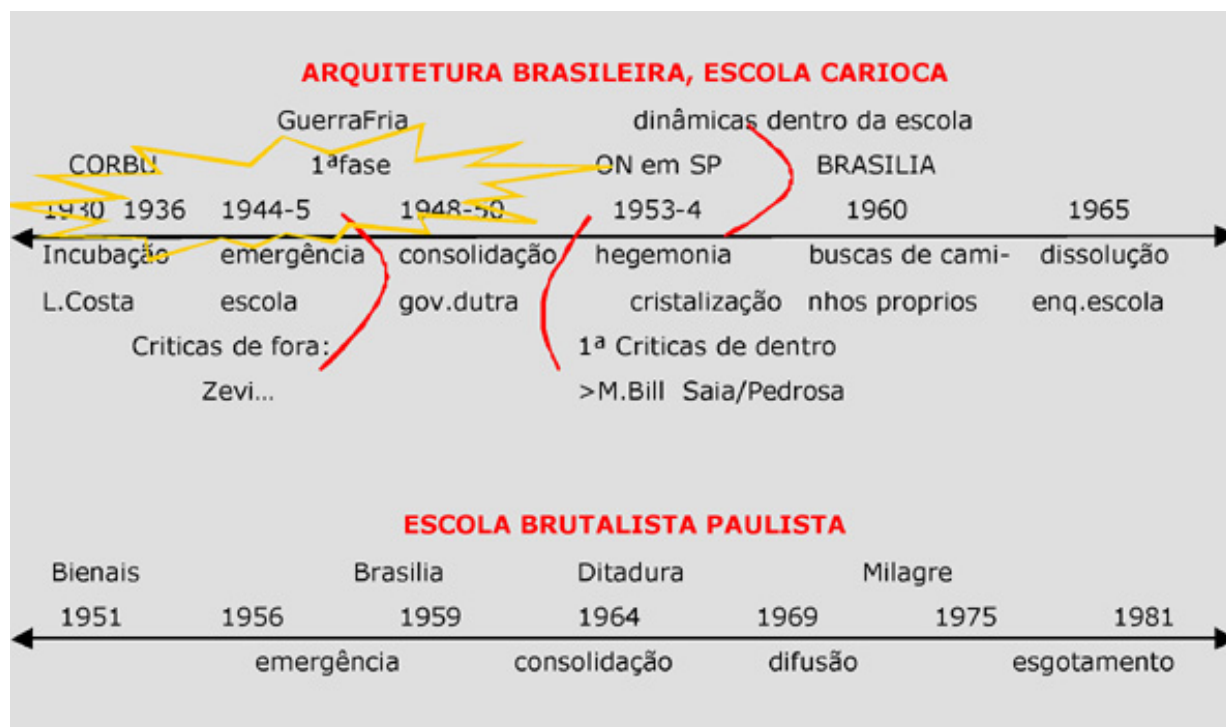 ARQUITETURA BRASILEIRA, ESCOLA CARIOCA
GuerraFria dinâmicas dentro da escola
CORBU 1ªfase ON em SP BRASILIA
1930 1936 1944-5 1948-50 1953-4 1960 1965
Incubação emergência consolidação hegemonia buscas de cami- dissolução
L.Costa escola gov.dutra cristalização nhos proprios enq.escola
Criticas de fora: 1ª Criticas de dentro
Zevi... >M.Bill Saia/Pedrosa
ESCOLA BRUTALISTA PAULISTA
Bienais Brasilia Ditadura Milagre
1951 1956 1959 1964 1969 1975 1981
emergência consolidação difusão esgotamento